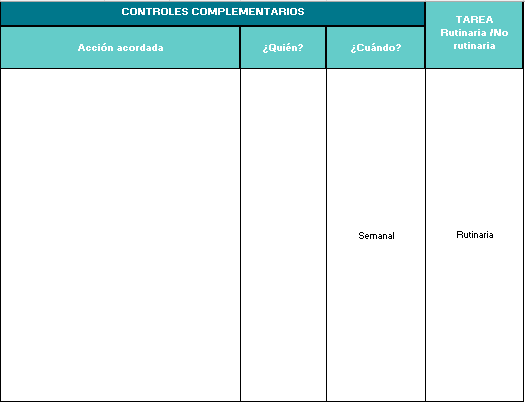 CONTROLES COMPLEMENTARIOS
TAREA
Rutinaria /No
rutinaria
Acción acordada
¿Quién?
¿Cuándo?
Semanal
Rutinaria